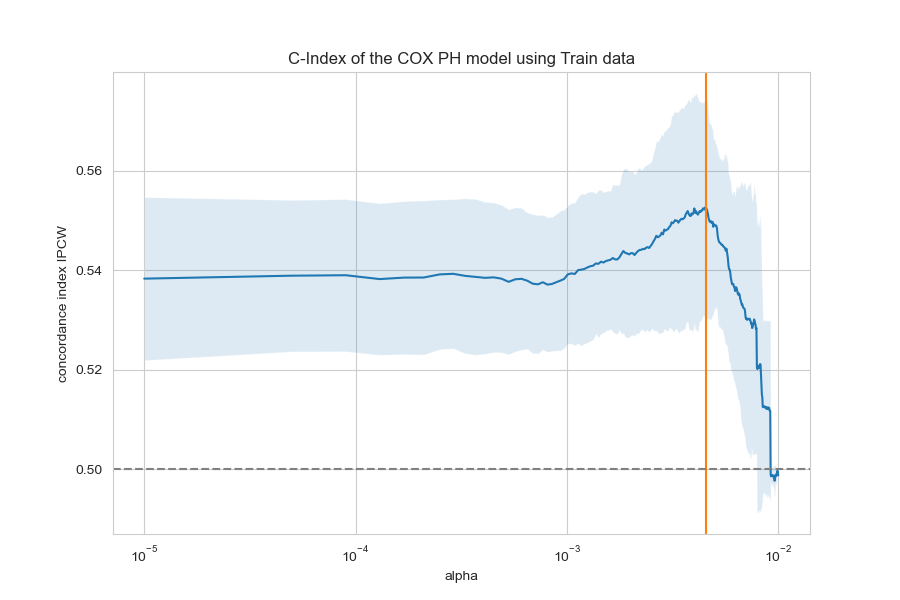 C-Index of the COX PH model using Train data
concordance index IPCW
0.56
0.54
0.52
0.50
10⁻⁵ 10⁻⁴ 10⁻³ 10⁻²
alpha